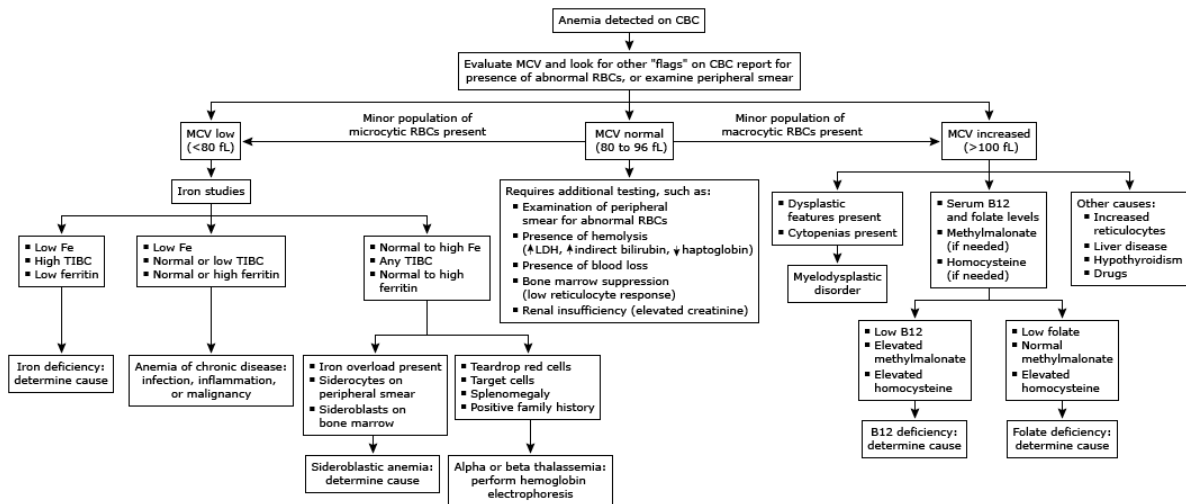 Anemia detected on CBC
Evaluate MCV and look for other "flags" on CBC report for
presence of abnormal RBCs, or examine peripheral smear
MCV low
(<80 fL)
Minor population of
microcytic RBCs present
MCV normal
(80 to 96 fL)
Minor population of
macrocytic RBCs present
MCV increased
(>100 fL)
Iron studies
▪ Low Fe
▪ High TIBC
▪ Low ferritin
▪ Low Fe
▪ Normal or low TIBC
▪ Normal or high ferritin
▪ Normal to high Fe
▪ Any TIBC
▪ Normal to high
ferritin
Requires additional testing, such as:
▪ Examination of peripheral
smear for abnormal RBCs
▪ Presence of hemolysis
(↑LDH, ↑indirect bilirubin, ↓haptoglobin)
▪ Presence of blood loss
▪ Bone marrow suppression
(low reticulocyte response)
▪ Renal insufficiency (elevated creatinine)
▪ Dysplastic
features present
▪ Cytopenias present
▪ Serum B12
and folate levels
▪ Methylmalonate
(if needed)
▪ Homocysteine
(if needed)
Other causes:
▪ Increased
reticulocytes
▪ Liver disease
▪ Hypothyroidism
▪ Drugs
Myelodysplastic
disorder
Iron deficiency:
determine cause
Anemia of chronic disease:
infection, inflammation,
or malignancy
▪ Iron overload present
▪ Siderocytes on
peripheral smear
▪ Sideroblasts on
bone marrow
▪ Teardrop red cells
▪ Target cells
▪ Splenomegaly
▪ Positive family history
▪ Low B12
▪ Elevated
methylmalonate
▪ Elevated
homocysteine
▪ Low folate
▪ Normal
methylmalonate
▪ Elevated
homocysteine
Sideroblastic anemia:
determine cause
Alpha or beta thalassemia:
perform hemoglobin
electrophoresis
B12 deficiency:
determine cause
Folate deficiency:
determine cause